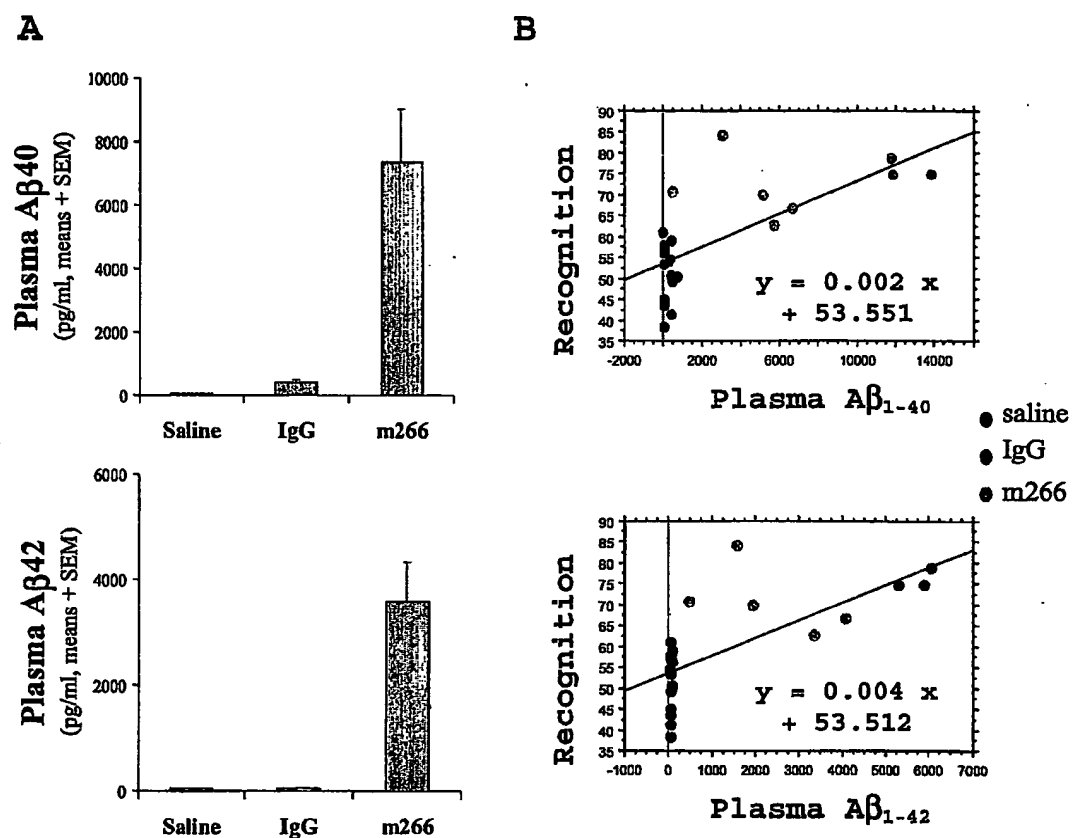 A
Plasma Aβ40
(pg/ml, means + SEM)
10000
8000
6000
4000
2000
0
Saline IgG m266
Plasma Aβ42
(pg/ml, means + SEM)
6000
4000
2000
0
Saline IgG m266
B
Recognition
90
85
80
75
70
65
60
55
50
45
40
35
y = 0.002 x
+ 53.551
-2000 0 2000 4000 6000 8000 10000 12000 14000
Plasma Aβ1-40
saline
IgG
m266
Recognition
90
85
80
75
70
65
60
55
50
45
40
35
y = 0.004 x
+ 53.512
-1000 0 1000 2000 3000 4000 5000 6000 7000
Plasma Aβ1-42